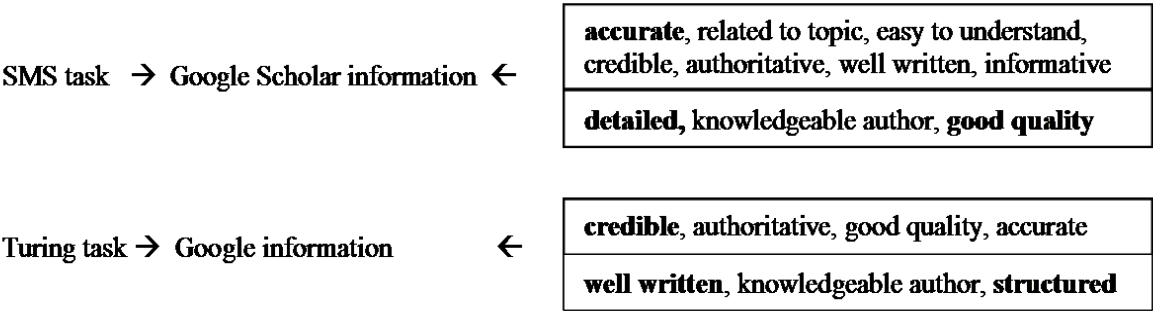 accurate, related to topic, easy to understand,
credible, authoritative, well written, informative
SMS task → Google Scholar information ←
detailed, knowledgeable author, good quality
credible, authoritative, good quality, accurate
Turing task → Google information ←
well written, knowledgeable author, structured